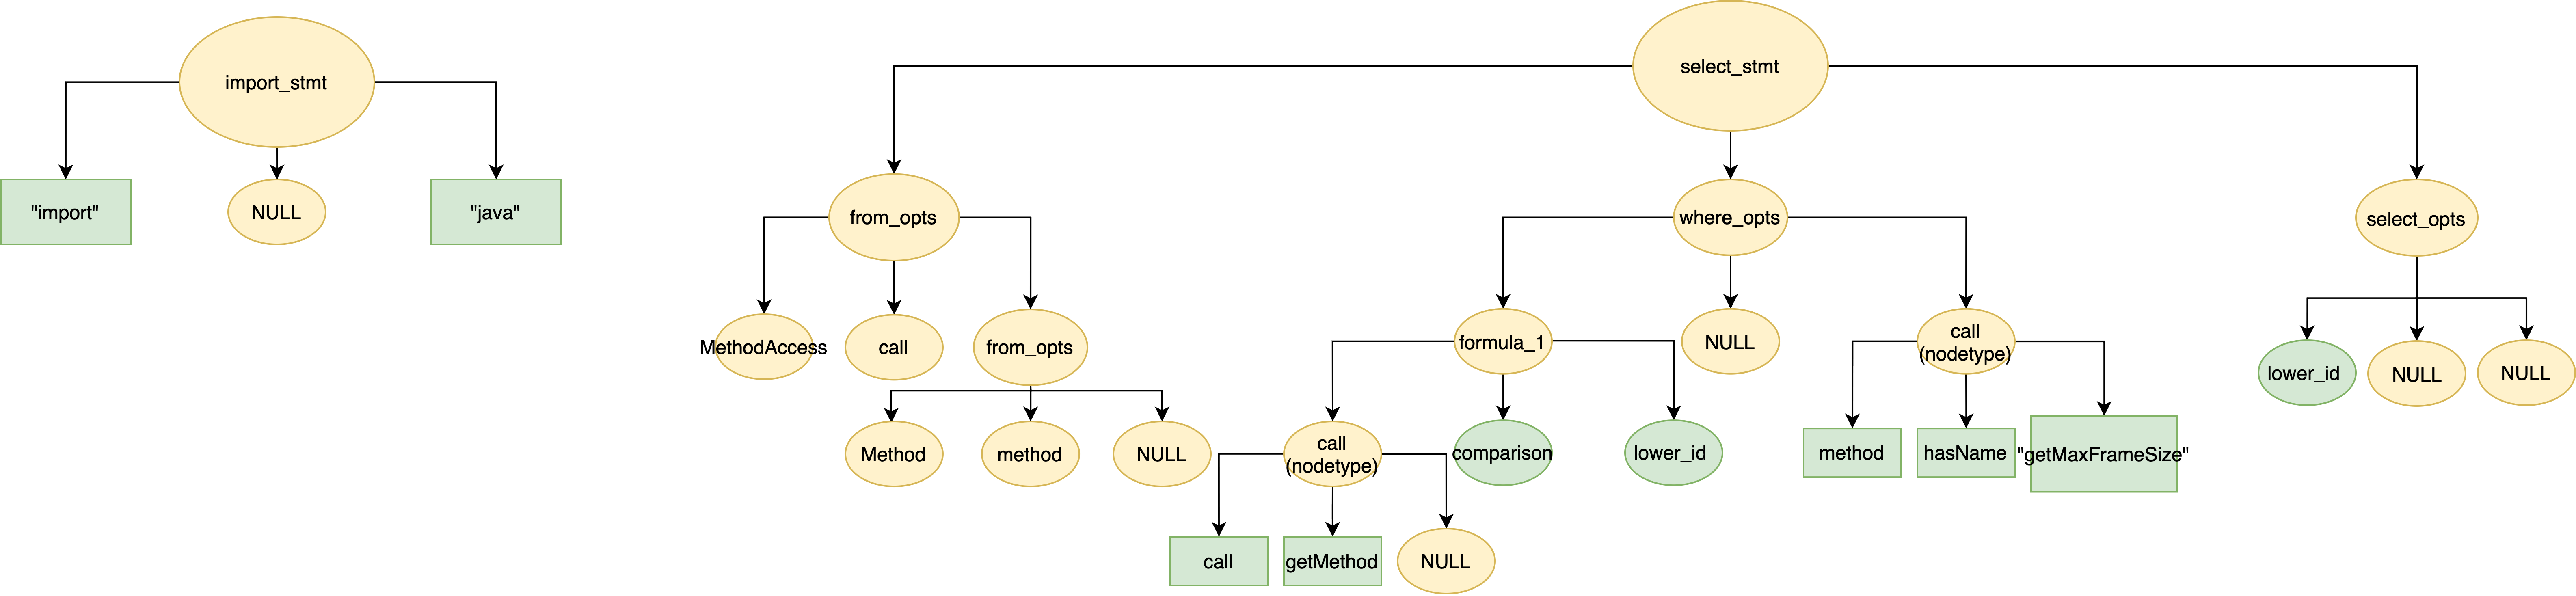 import_stmt
"import"
NULL
"java"
select_stmt
from_opts
where_opts
select_opts
MethodAccess
call
from_opts
formula_1
NULL
call
(nodetype)
lower_id
NULL
NULL
Method
method
NULL
call
(nodetype)
comparison
lower_id
method
hasName
"getMaxFrameSize"
call
getMethod
NULL